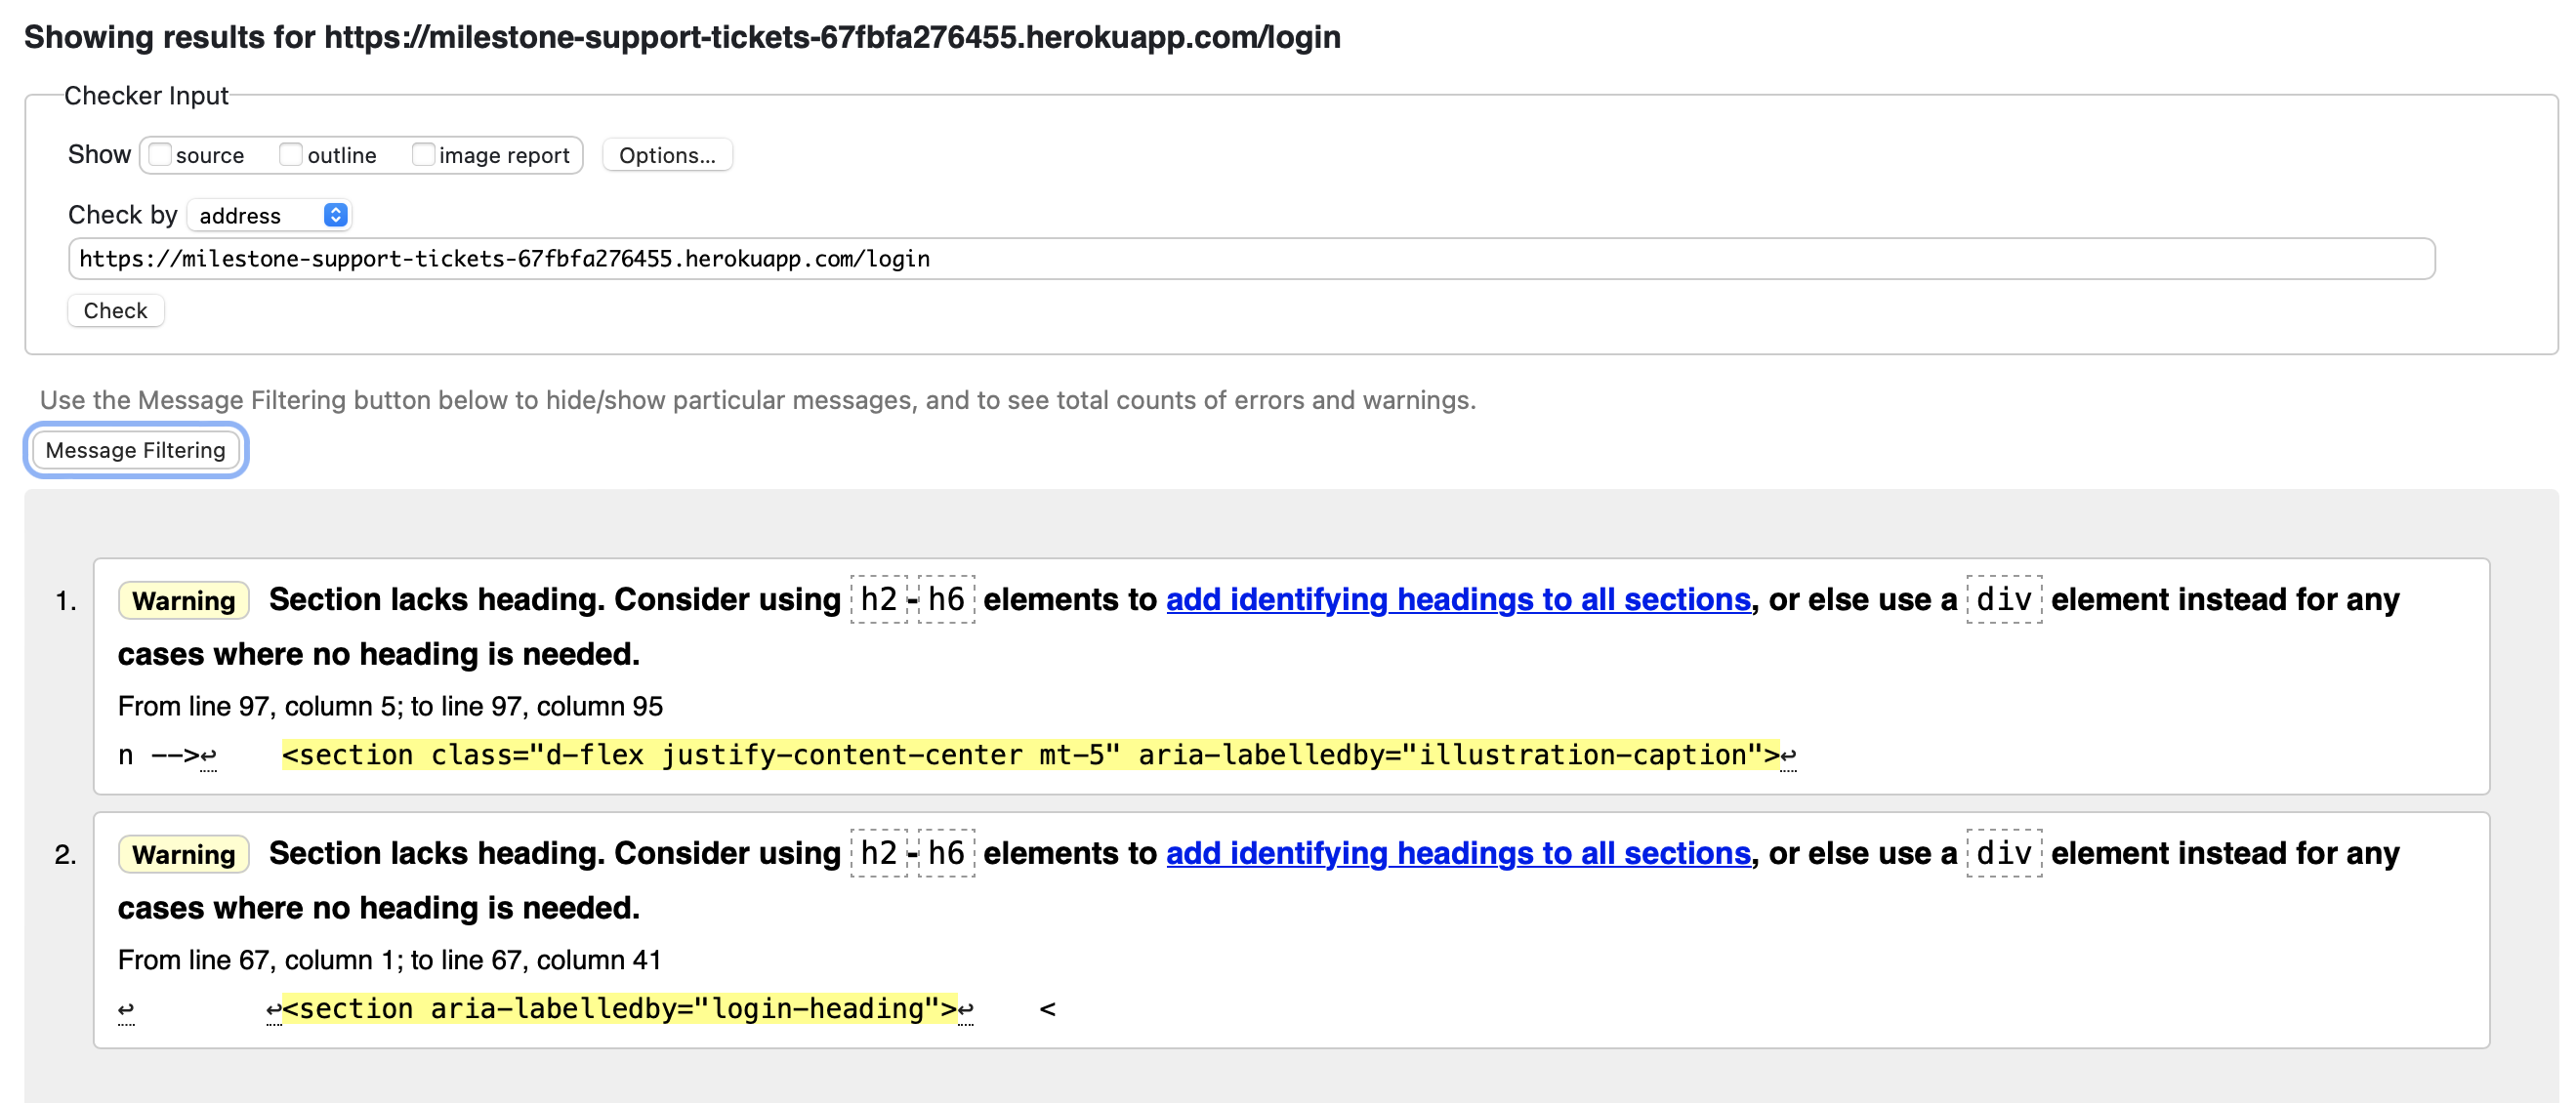 Showing results for https://milestone-support-tickets-67fbfa276455.herokuapp.com/login
Checker Input
Show source outline image report Options...
Check by address
https://milestone-support-tickets-67fbfa276455.herokuapp.com/login
Check
Use the Message Filtering button below to hide/show particular messages, and to see total counts of errors and warnings.
Message Filtering
1. Warning Section lacks heading. Consider using h2-h6 elements to add identifying headings to all sections, or else use a div element instead for any
cases where no heading is needed.
From line 97, column 5; to line 97, column 95
n -->↩ <section class="d-flex justify-content-center mt-5" aria-labelledby="illustration-caption">↩
2. Warning Section lacks heading. Consider using h2-h6 elements to add identifying headings to all sections, or else use a div element instead for any
cases where no heading is needed.
From line 67, column 1; to line 67, column 41
↩ ↩<section aria-labelledby="login-heading">↩ <